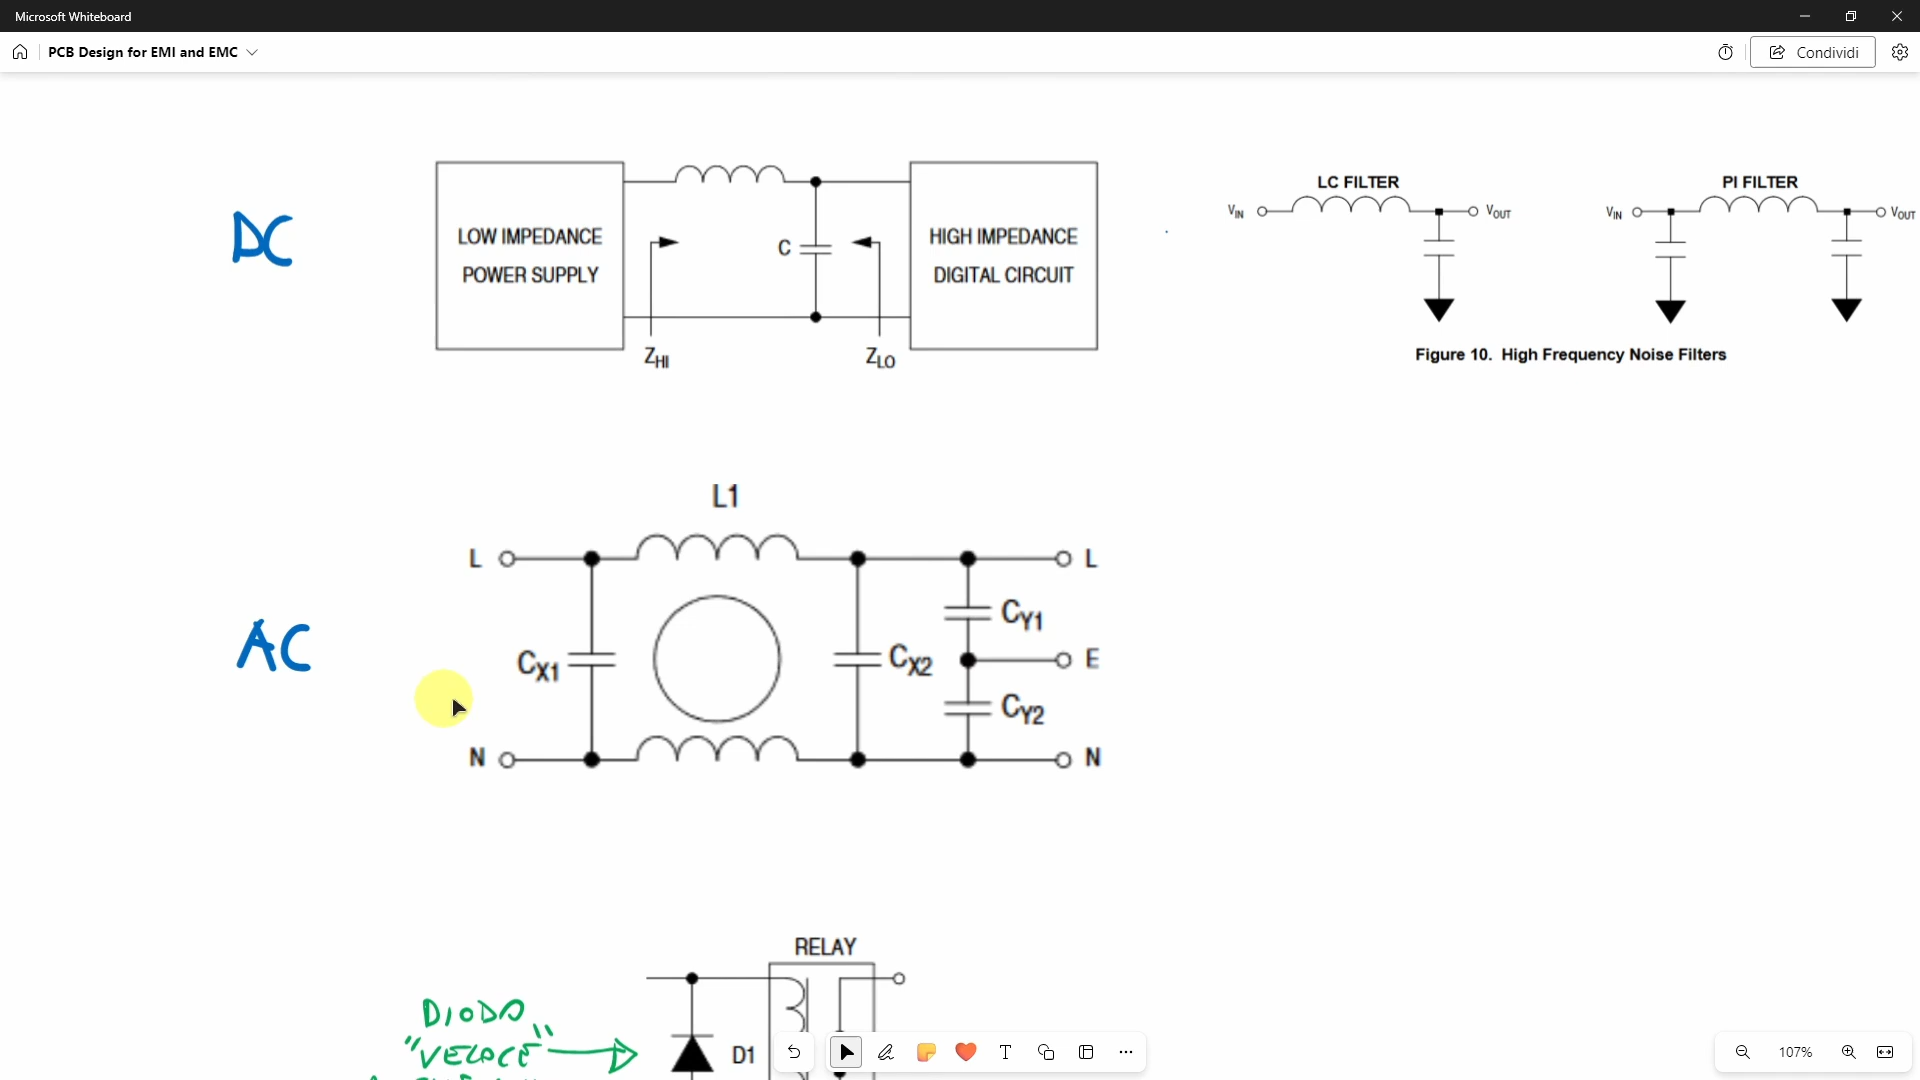 Microsoft Whiteboard
PCB Design for EMI and EMC
Condividi
DC
LOW IMPEDANCE
POWER SUPPLY
C
HIGH IMPEDANCE
DIGITAL CIRCUIT
ZHI
ZLO
LC FILTER
VIN
VOUT
PI FILTER
VIN
VOUT
Figure 10. High Frequency Noise Filters
AC
L1
L
L
CY1
CX1
CX2
E
CY2
N
N
RELAY
DIODO
"VELOCE"
D1
107%